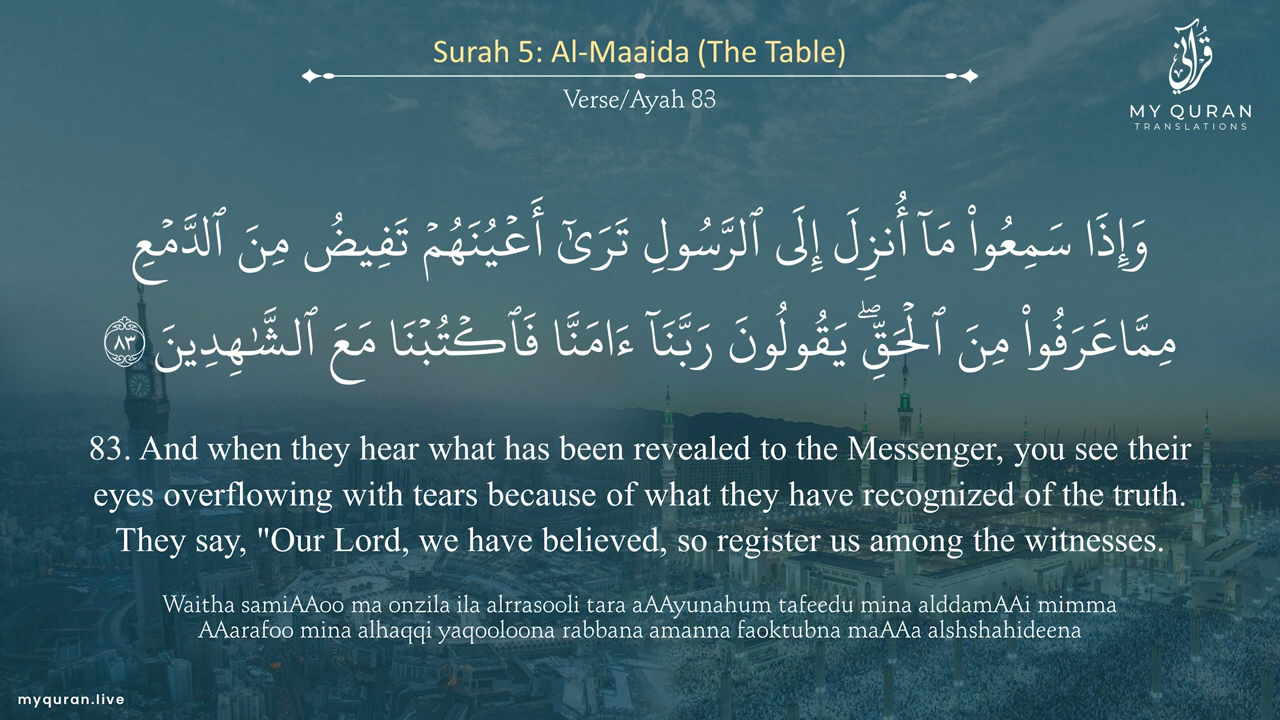 Surah 5: Al-Maaida (The Table)
Verse/Ayah 83
قرآني
MY QURAN
TRANSLATIONS
وَإِذَا سَمِعُوا۟ مَآ أُنزِلَ إِلَى ٱلرَّسُولِ تَرَىٰٓ أَعْيُنَهُمْ تَفِيضُ مِنَ ٱلدَّمْعِ
مِمَّا عَرَفُوا۟ مِنَ ٱلْحَقِّ ۖ يَقُولُونَ رَبَّنَآ ءَامَنَّا فَٱكْتُبْنَا مَعَ ٱلشَّـٰهِدِينَ ٨٣
83. And when they hear what has been revealed to the Messenger, you see their
eyes overflowing with tears because of what they have recognized of the truth.
They say, "Our Lord, we have believed, so register us among the witnesses.
Waitha samiAAoo ma onzila ila alrrasooli tara aAAyunahum tafeedu mina alddamAAi mimma
AAarafoo mina alhaqqi yaqooloona rabbana amanna faoktubna maAAa alshshahideena
myquran.live